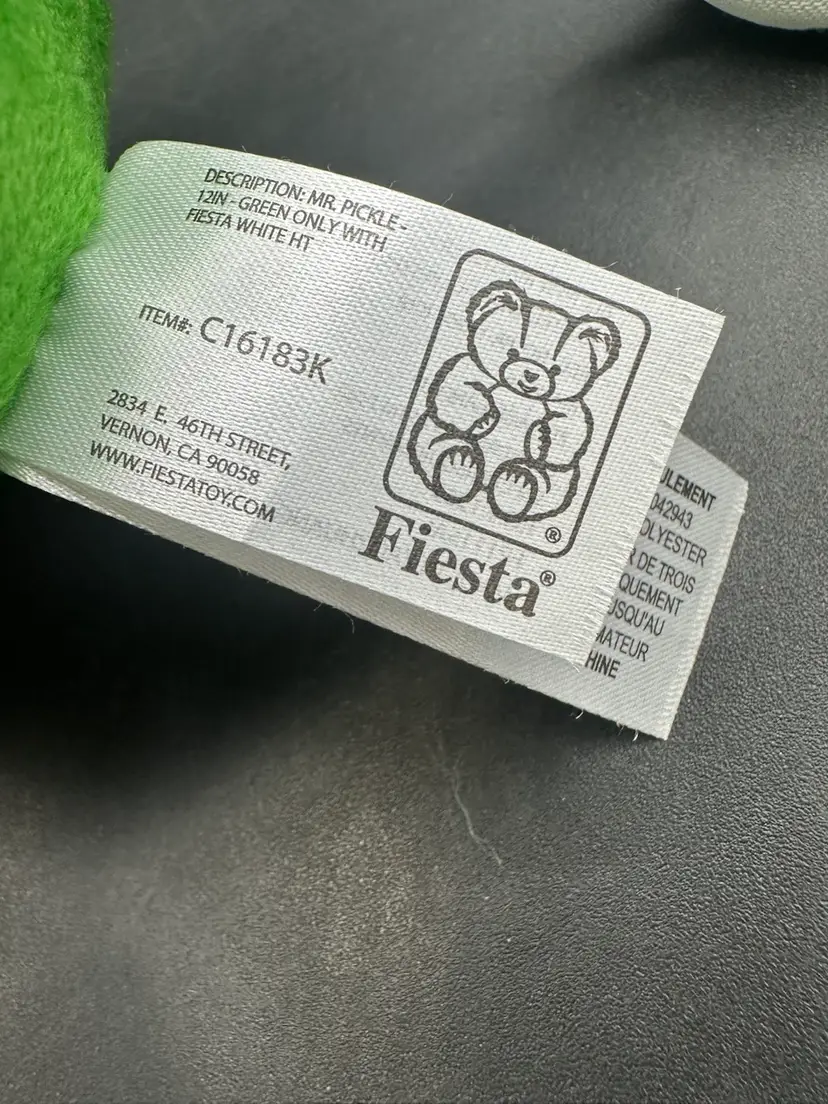 DESCRIPTION: MR. PICKLE -
12IN - GREEN ONLY WITH
FIESTA WHITE HT
ITEM#: C16183K
2834 E. 46TH STREET,
VERNON, CA 90058
WWW.FIESTATOY.COM
®
Fiesta®
ULEMENT
042943
OLYESTER
R DE TROIS
QUEMENT
USQU'AU
MATEUR
HINE